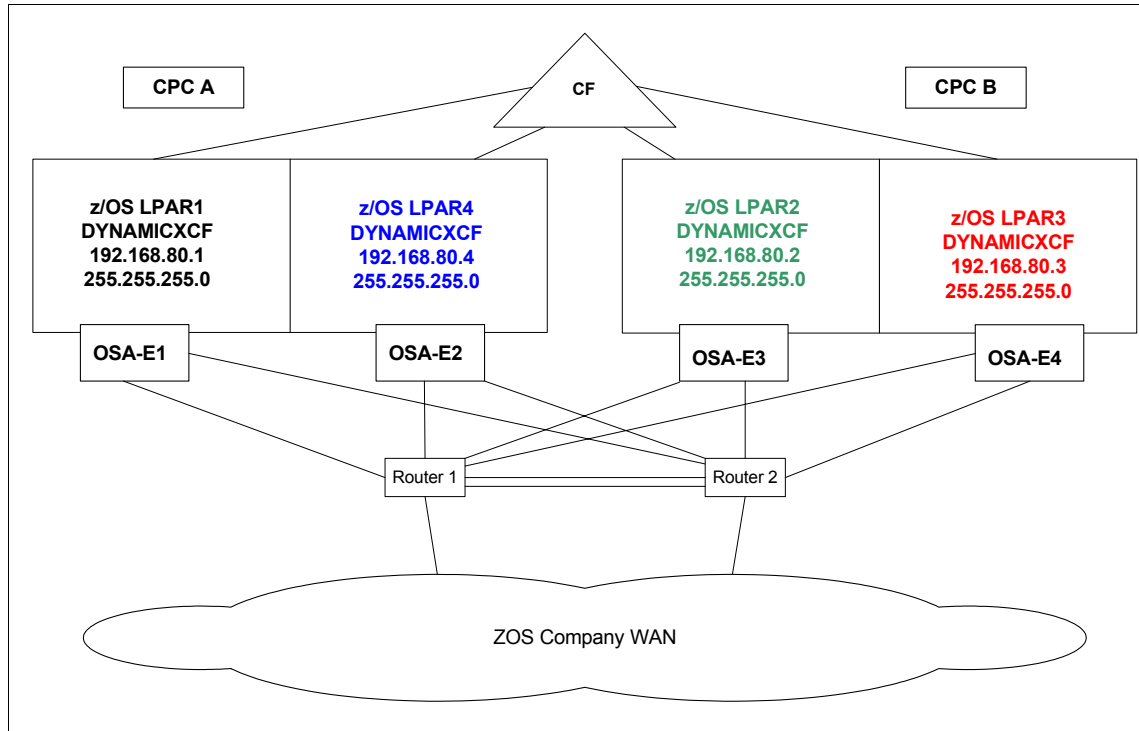 CPC A
CF
CPC B
z/OS LPAR1
DYNAMICXCF
192.168.80.1
255.255.255.0
z/OS LPAR4
DYNAMICXCF
192.168.80.4
255.255.255.0
z/OS LPAR2
DYNAMICXCF
192.168.80.2
255.255.255.0
z/OS LPAR3
DYNAMICXCF
192.168.80.3
255.255.255.0
OSA-E1
OSA-E2
OSA-E3
OSA-E4
Router 1
Router 2
ZOS Company WAN